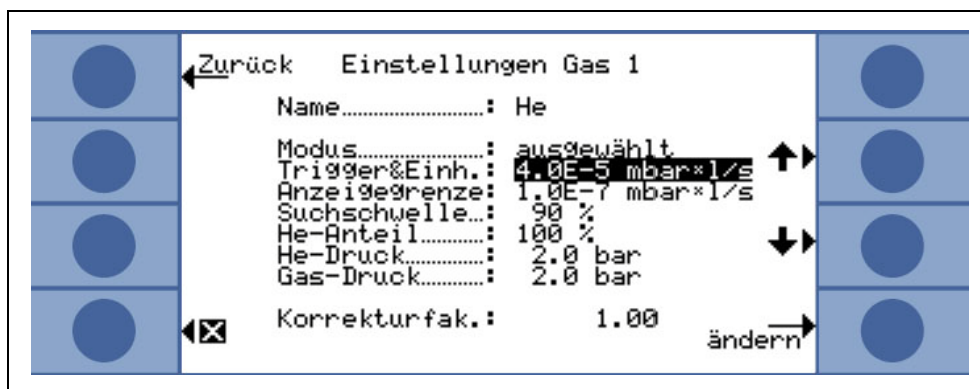 Zurück Einstellungen Gas 1
Name..............: He
Modus.............: ausgewählt
Trigger&Einh.: 4.0E-5 mbar*l/s
Anzeigegrenze: 1.0E-7 mbar*l/s
Suchschwelle..: 90 %
He-Anteil.........: 100 %
He-Druck..........: 2.0 bar
Gas-Druck.........: 2.0 bar
Korrekturfak.: 1.00
ändern